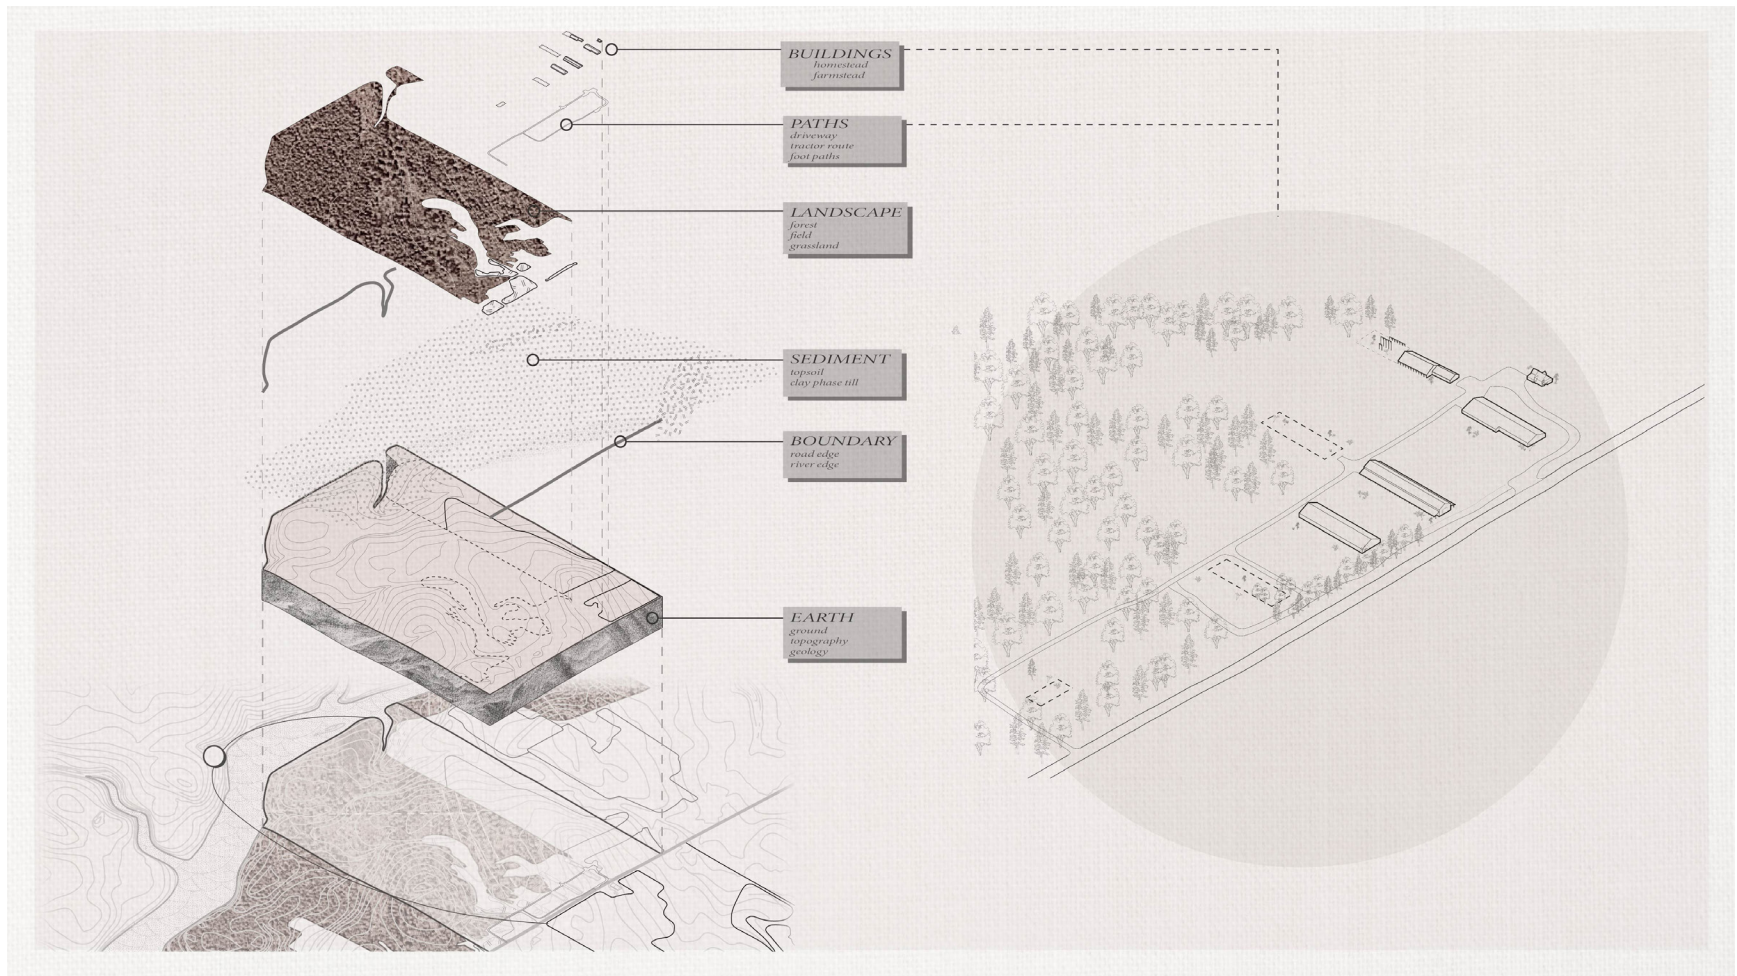 BUILDINGS
homestead
farmstead
PATHS
driveway
tractor route
foot paths
LANDSCAPE
forest
field
grassland
SEDIMENT
topsoil
clay phase till
BOUNDARY
road edge
river edge
EARTH
ground
topography
geology